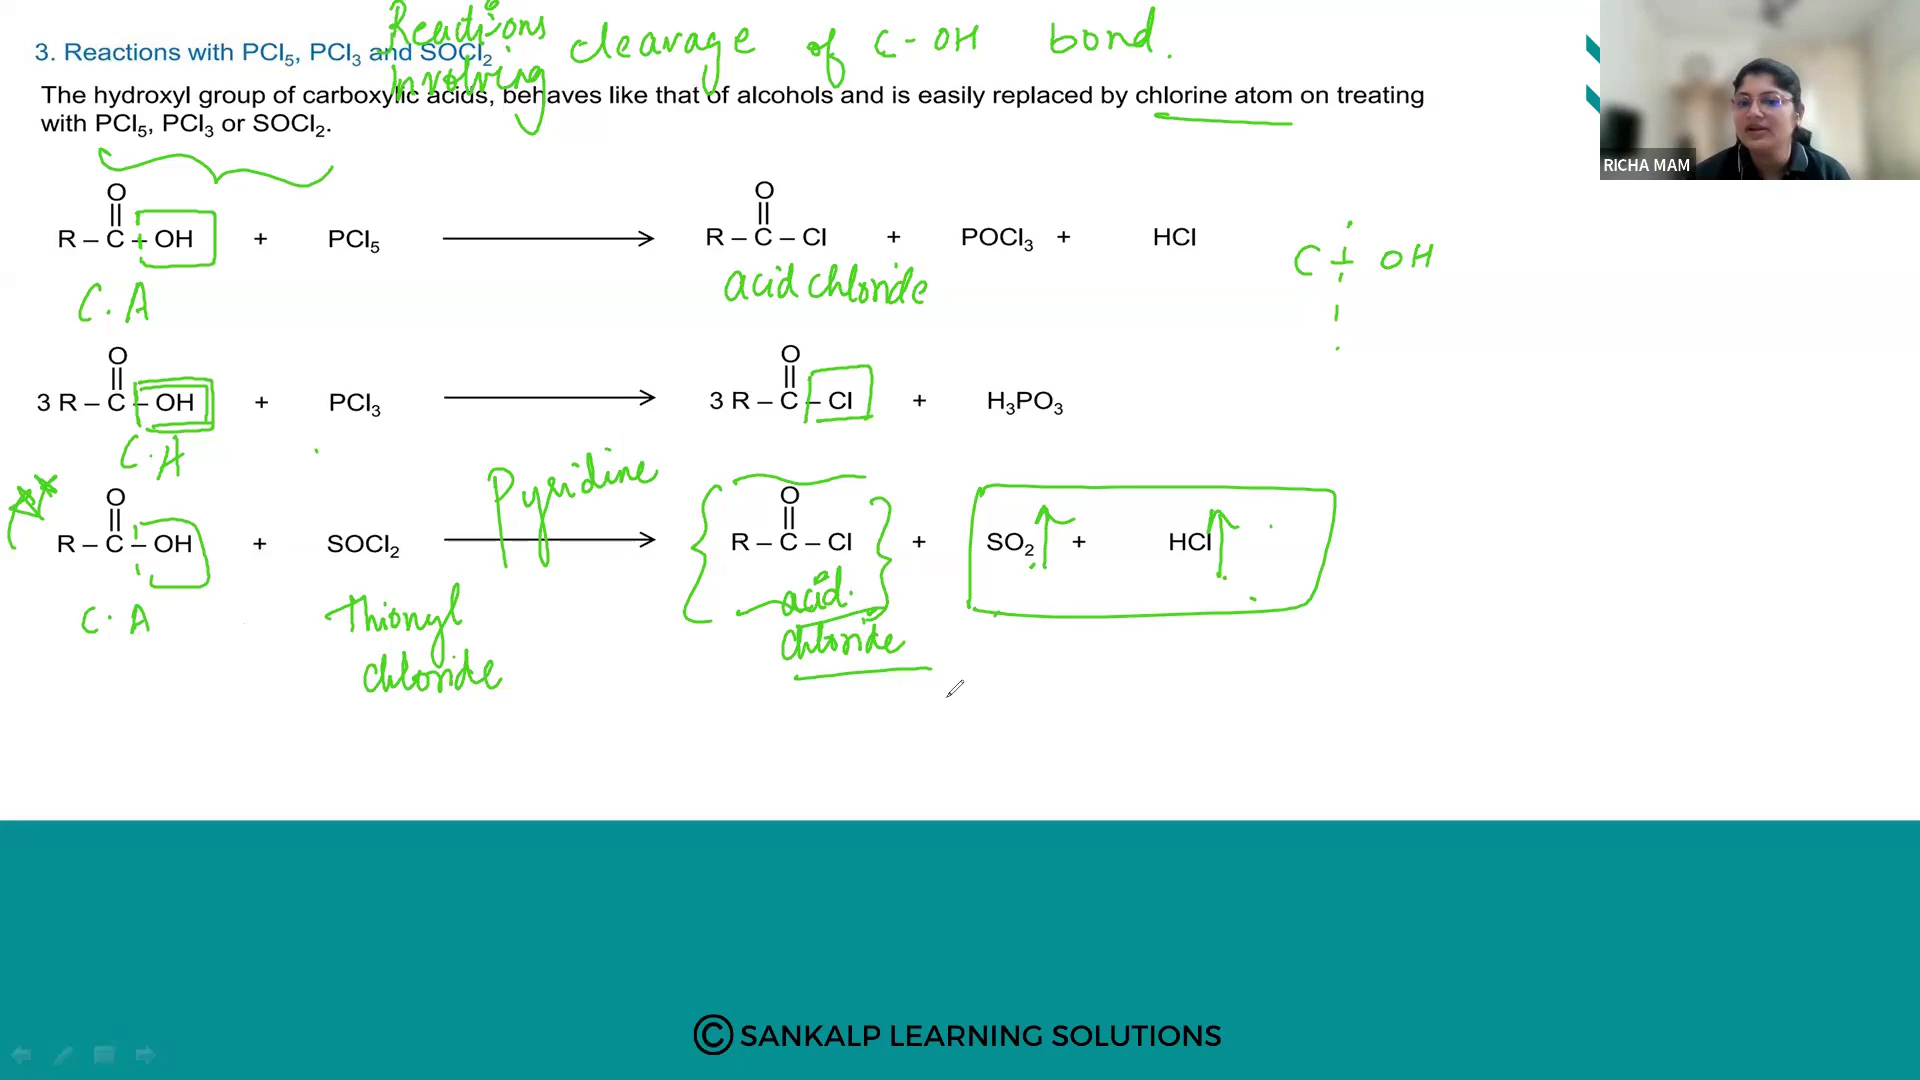 Reactions cleavage of C-OH bond.
Involving
3. Reactions with PCl₅, PCl₃ and SOCl₂
The hydroxyl group of carboxylic acids, behaves like that of alcohols and is easily replaced by chlorine atom on treating
with PCl₅, PCl₃ or SOCl₂.
RICHA MAM
O O
|| ||
R – C – OH + PCl₅ ⟶ R – C – Cl + POCl₃ + HCl
C OH
C.A acid chloride
O O
|| ||
3 R – C – OH + PCl₃ ⟶ 3 R – C – Cl + H₃PO₃
C.A
Pyridine
O O
|| ||
R – C – OH + SOCl₂ ⟶ R – C – Cl + SO₂ ↑ + HCl ↑
C.A Thionyl acid.
chloride chloride
© SANKALP LEARNING SOLUTIONS